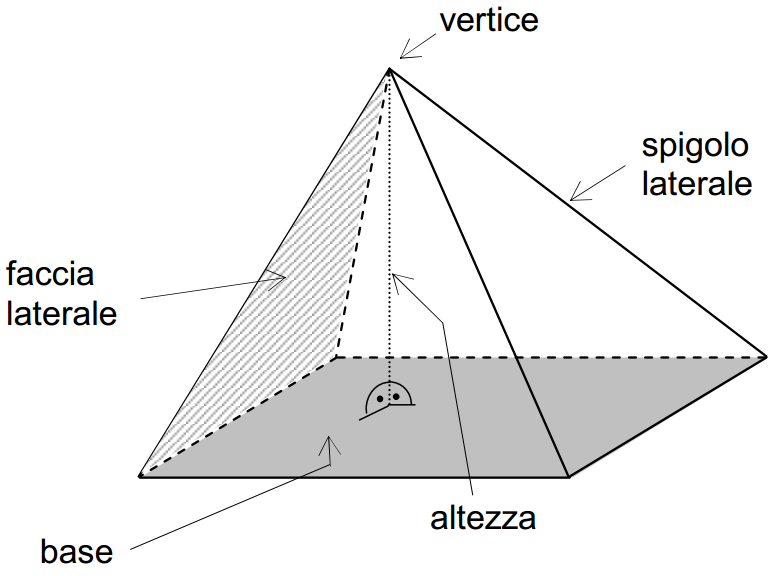 vertice
spigolo
laterale
faccia
laterale
altezza
base